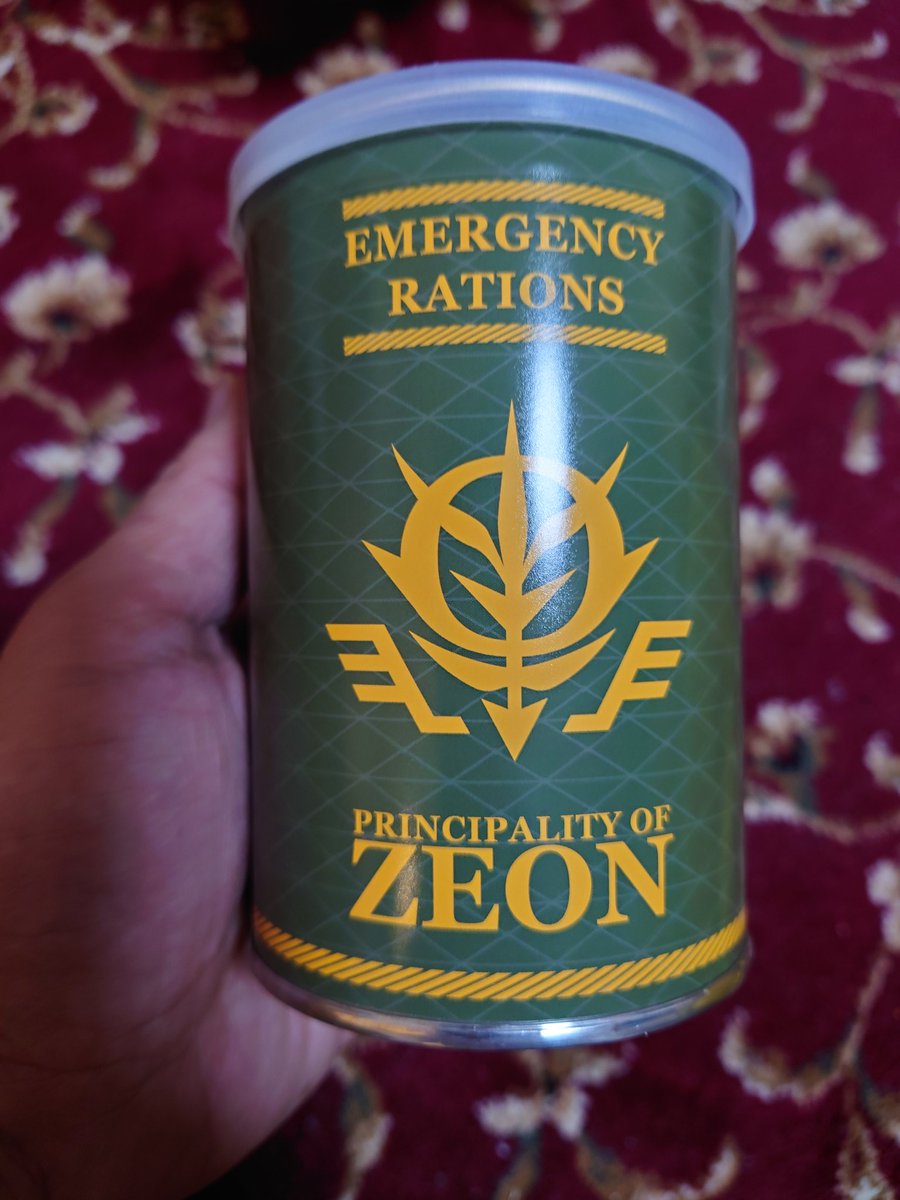 EMERGENCY
RATIONS
PRINCIPALITY OF
ZEON